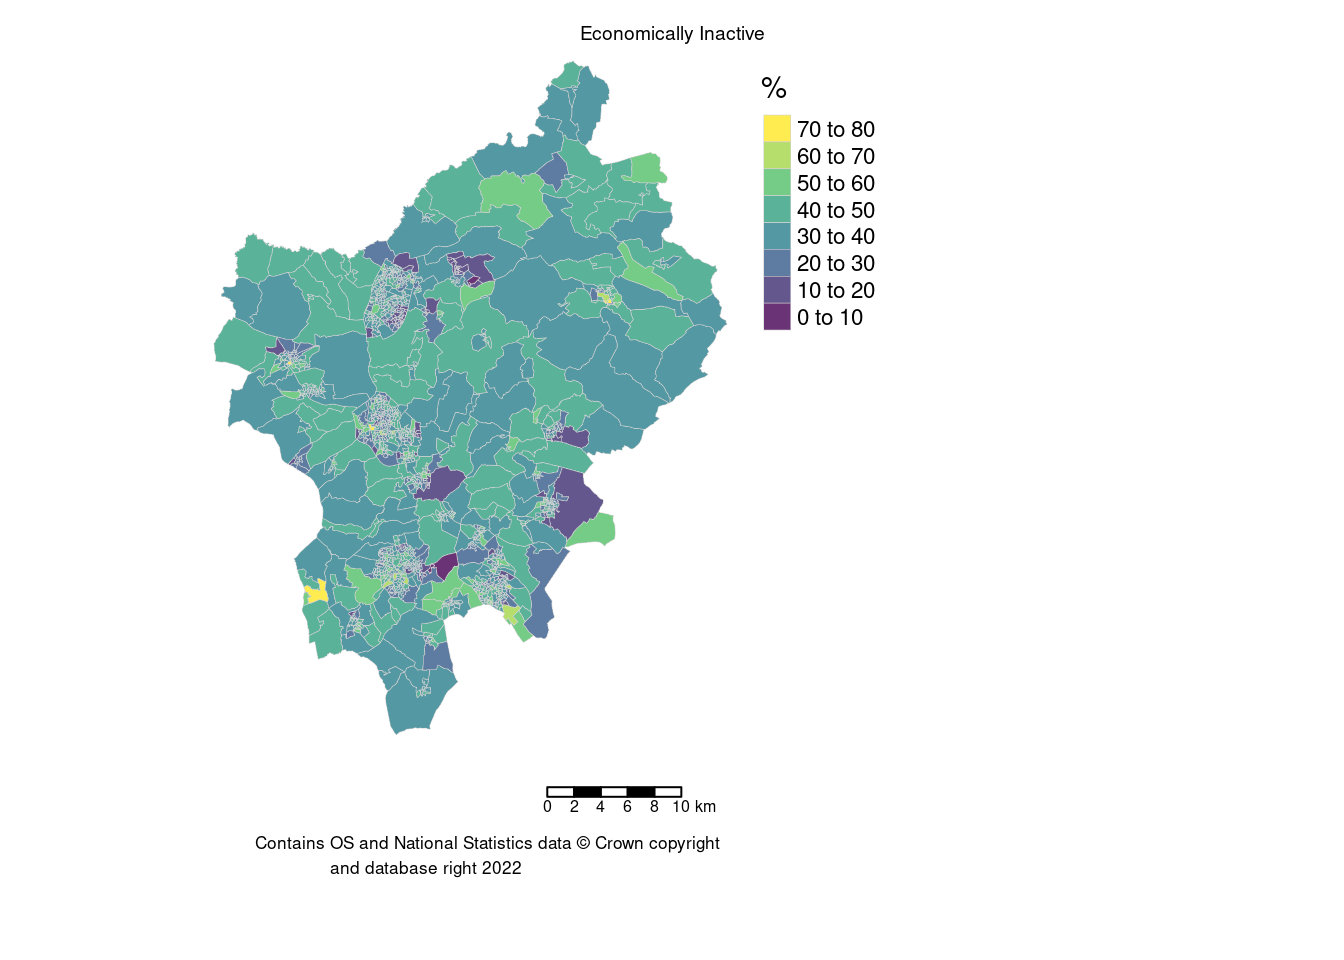 Economically Inactive
%
70 to 80
60 to 70
50 to 60
40 to 50
30 to 40
20 to 30
10 to 20
0 to 10
0 2 4 6 8 10 km
Contains OS and National Statistics data © Crown copyright
and database right 2022